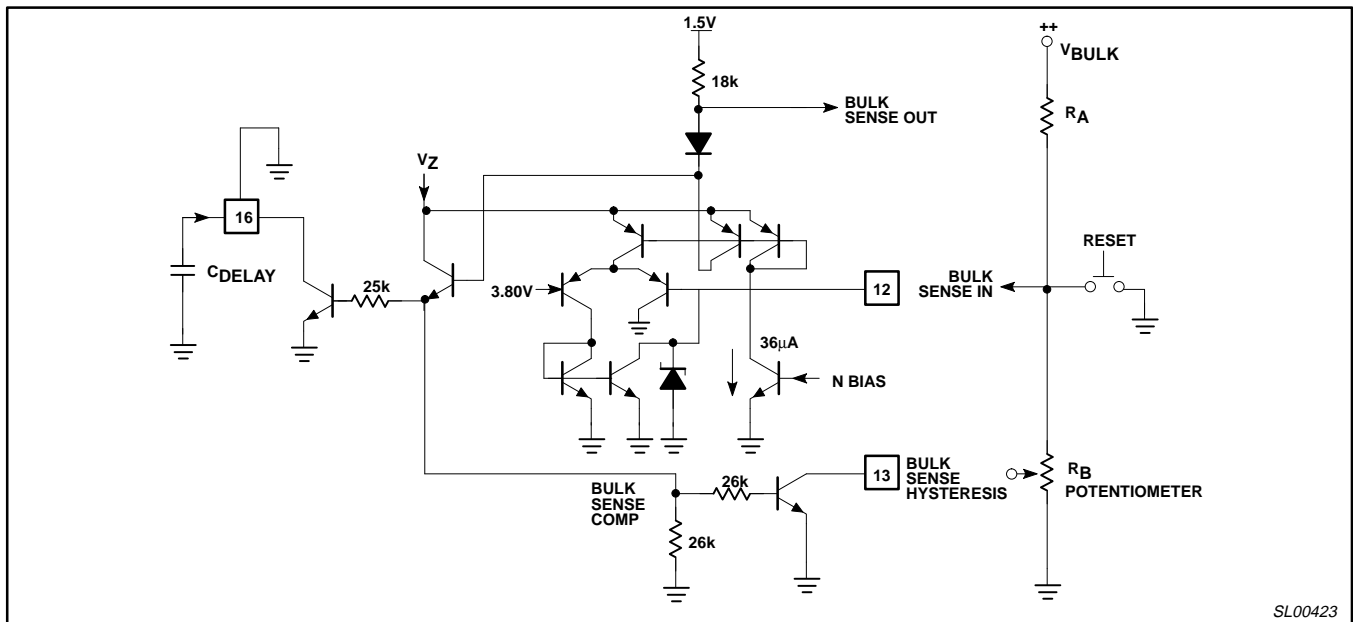 1.5V
18k
BULK
SENSE OUT
++
VBULK
RA
VZ
16
CDELAY
25k
3.80V
12
BULK
SENSE IN
RESET
36µA
N BIAS
13
BULK
SENSE
HYSTERESIS
RB
POTENTIOMETER
BULK
SENSE
COMP
26k
26k
SL00423